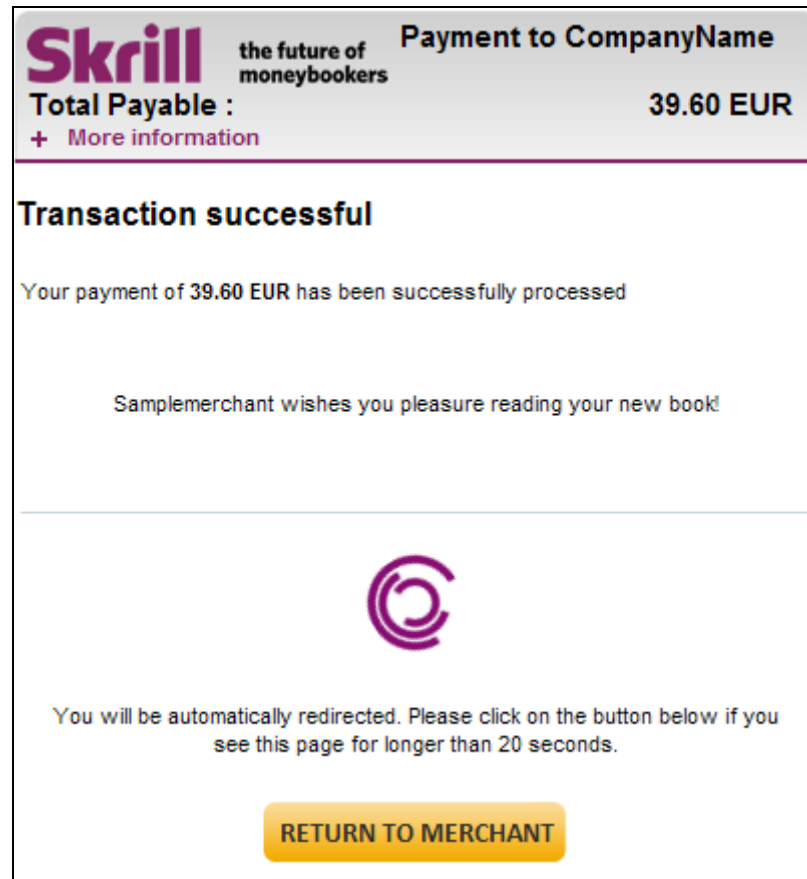 Skrill the future of moneybookers Payment to CompanyName
Total Payable : 39.60 EUR
+ More information
Transaction successful
Your payment of 39.60 EUR has been successfully processed
Samplemerchant wishes you pleasure reading your new book!
You will be automatically redirected. Please click on the button below if you
see this page for longer than 20 seconds.
RETURN TO MERCHANT